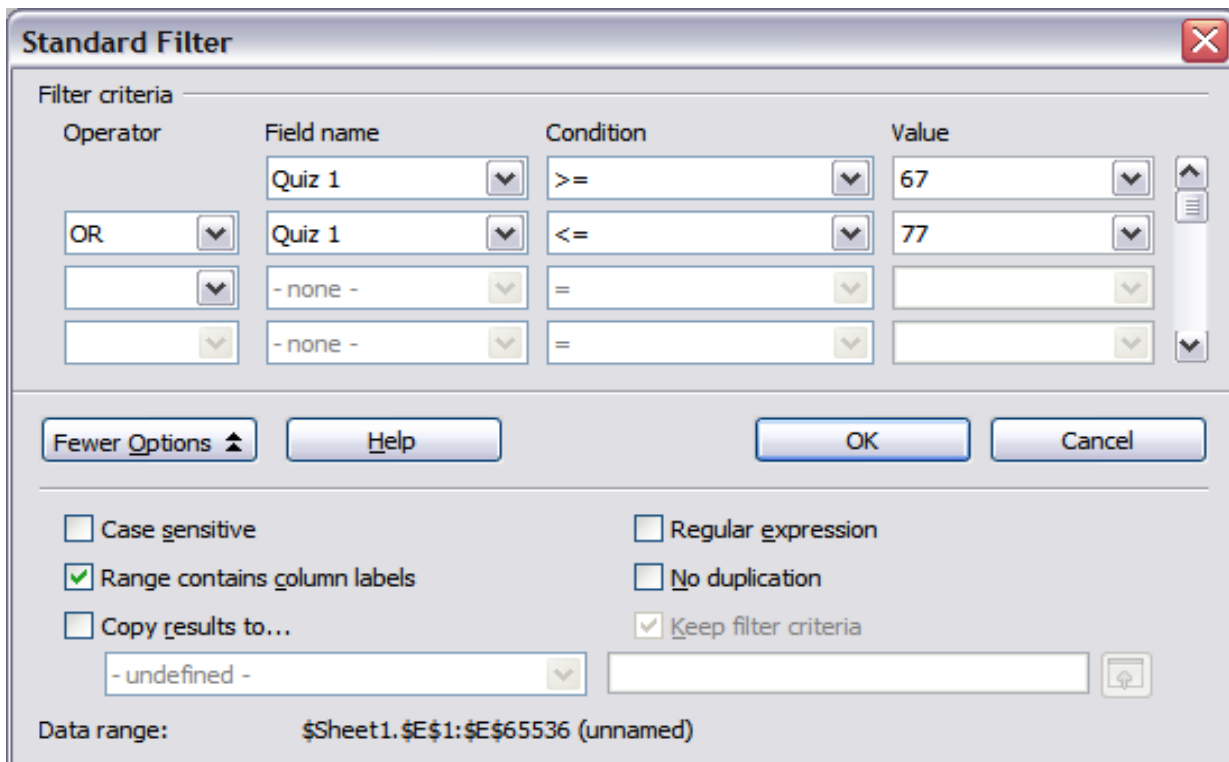 Standard Filter
Filter criteria
Operator Field name Condition Value
Quiz 1 >= 67
OR Quiz 1 <= 77
- none - =
- none - =
Fewer Options Help OK Cancel
Case sensitive Regular expression
Range contains column labels No duplication
Copy results to... Keep filter criteria
- undefined -
Data range: $Sheet1.$E$1:$E$65536 (unnamed)